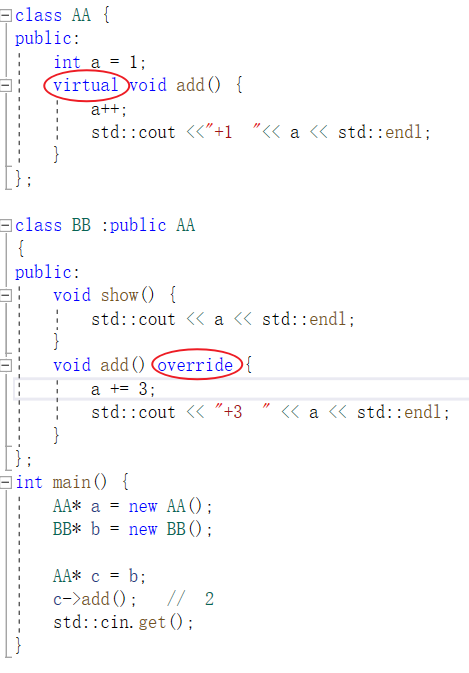 class AA {
public:
    int a = 1;
    virtual void add() {
        a++;
        std::cout <<"+1  "<< a << std::endl;
    }
};
class BB :public AA
{
public:
    void show() {
        std::cout << a << std::endl;
    }
    void add() override {
        a += 3;
        std::cout << "+3  " << a << std::endl;
    }
};
int main() {
    AA* a = new AA();
    BB* b = new BB();
    AA* c = b;
    c->add();   //  2
    std::cin.get();
}